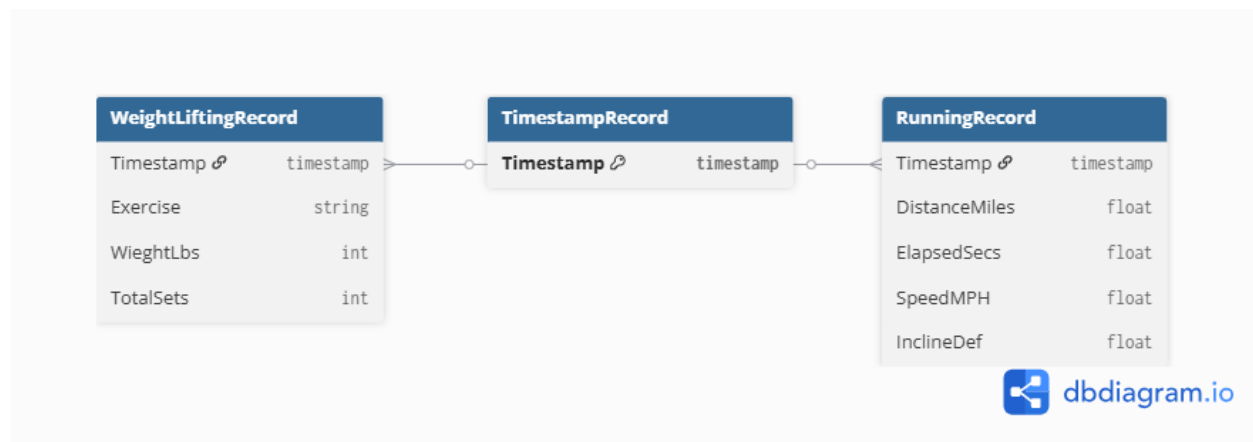 WeightLiftingRecord
Timestamp timestamp
Exercise string
WieghtLbs int
TotalSets int
TimestampRecord
Timestamp timestamp
RunningRecord
Timestamp timestamp
DistanceMiles float
ElapsedSecs float
SpeedMPH float
InclineDef float
dbdiagram.io